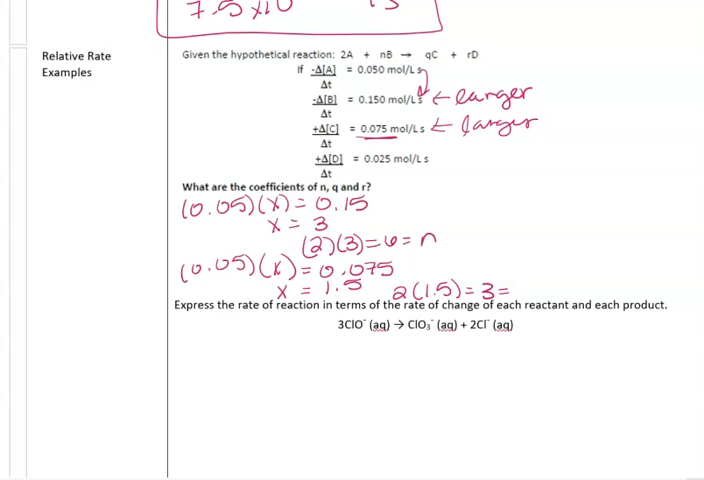 7.5 x10
Relative Rate
Examples
Given the hypothetical reaction: 2A + nB → qC + rD
If -Δ[A] = 0.050 mol/L s
Δt
-Δ[B] = 0.150 mol/L s ← larger
Δt
+Δ[C] = 0.075 mol/L s ← larger
Δt
+Δ[D] = 0.025 mol/L s
Δt
What are the coefficients of n, q and r?
(0.05)(x) = 0.15
x = 3
(2)(3) = 6 = n
(0.05)(x) = 0.075
x = 1.5 2(1.5) = 3 =
Express the rate of reaction in terms of the rate of change of each reactant and each product.
3ClO⁻ (aq) → ClO₃⁻ (aq) + 2Cl⁻ (aq)